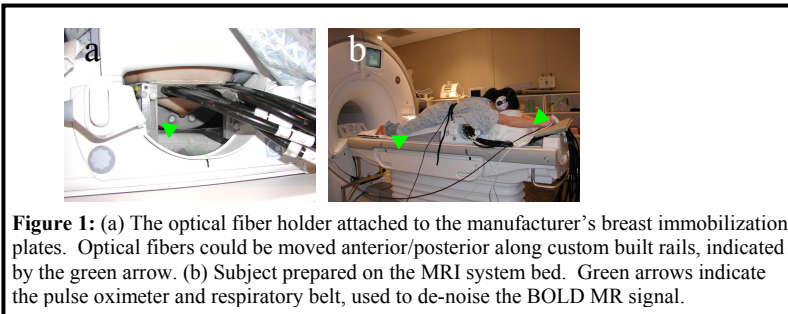 a
b
Figure 1: (a) The optical fiber holder attached to the manufacturer's breast immobilization
plates. Optical fibers could be moved anterior/posterior along custom built rails, indicated
by the green arrow. (b) Subject prepared on the MRI system bed. Green arrows indicate
the pulse oximeter and respiratory belt, used to de-noise the BOLD MR signal.